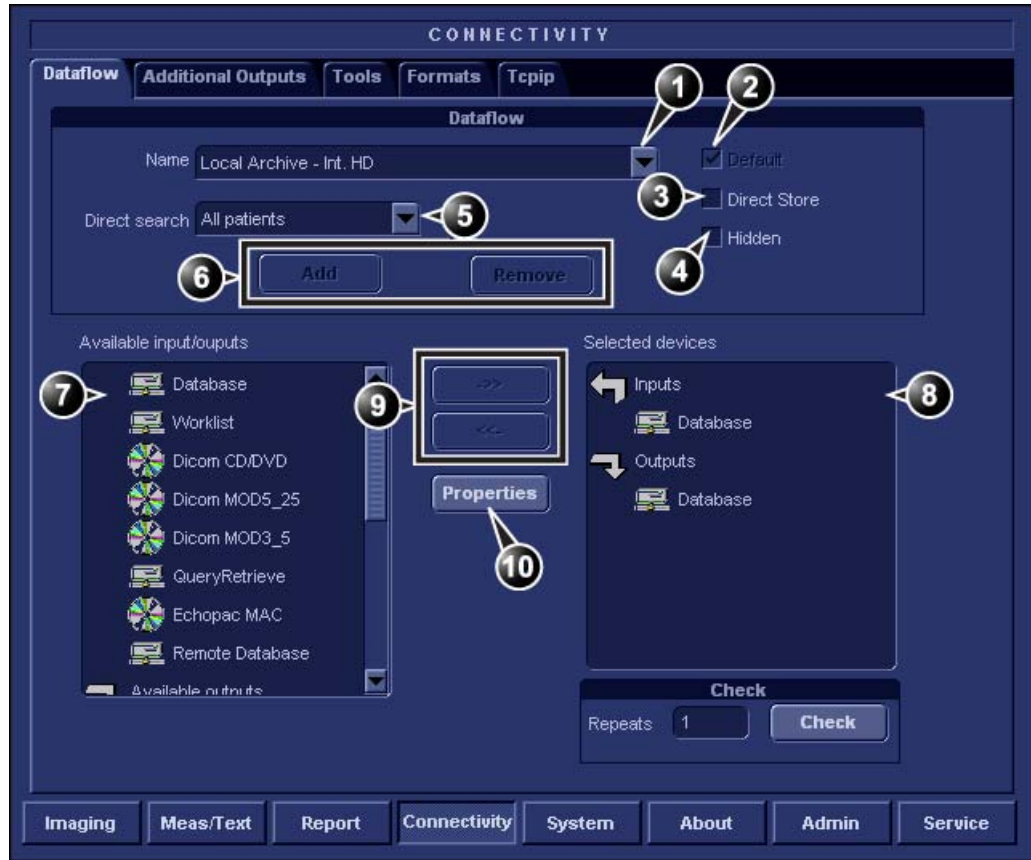 CONNECTIVITY
Dataflow Additional Outputs Tools Formats Tcpip
1 2
Dataflow
Name Local Archive - Int. HD Default
3 Direct Store
Direct search All patients 5
Hidden
4
6 Add Remove
Available input/ouputs Selected devices
7 Database ->> Inputs 8
9
Worklist <<- Database
Dicom CD/DVD Outputs
Dicom MOD5_25 Properties Database
Dicom MOD3_5
10
QueryRetrieve
Echopac MAC
Remote Database
Available outputs
Check
Repeats 1 Check
Imaging Meas/Text Report Connectivity System About Admin Service